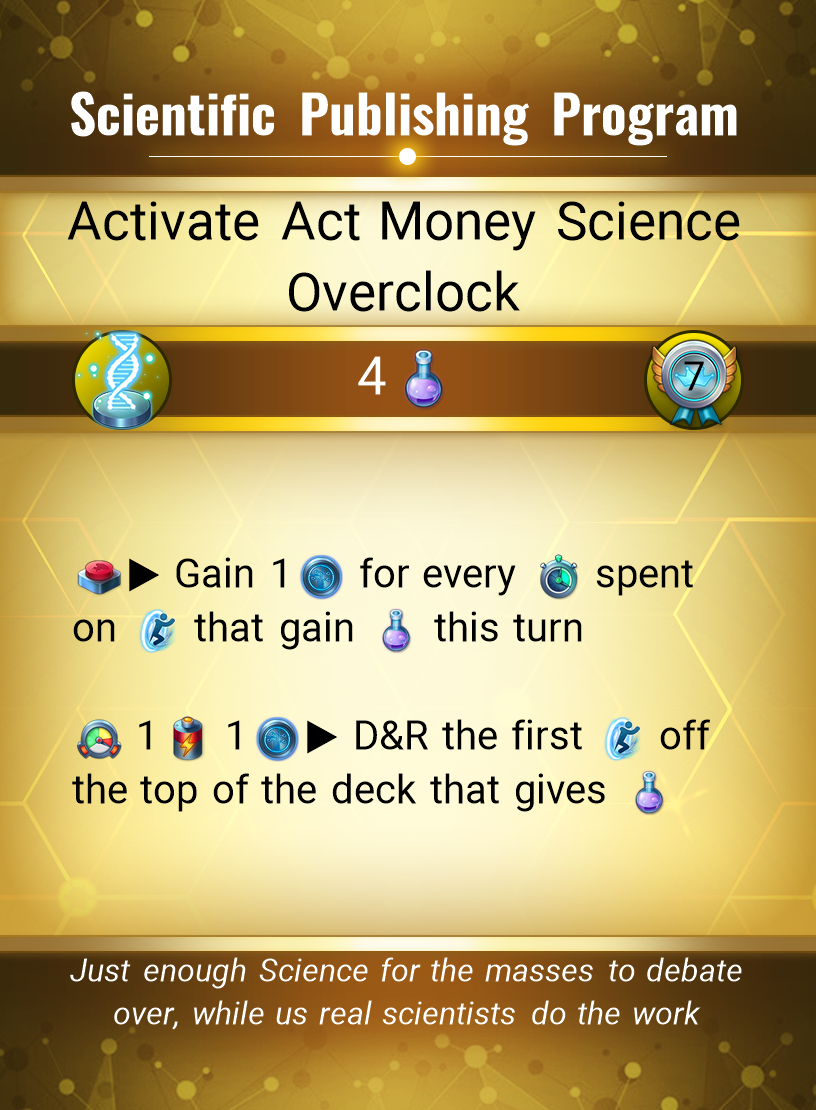 Scientific Publishing Program
Activate Act Money Science
Overclock
4
7
Gain 1 for every spent
on that gain this turn
1 1 D&R the first off
the top of the deck that gives
Just enough Science for the masses to debate
over, while us real scientists do the work